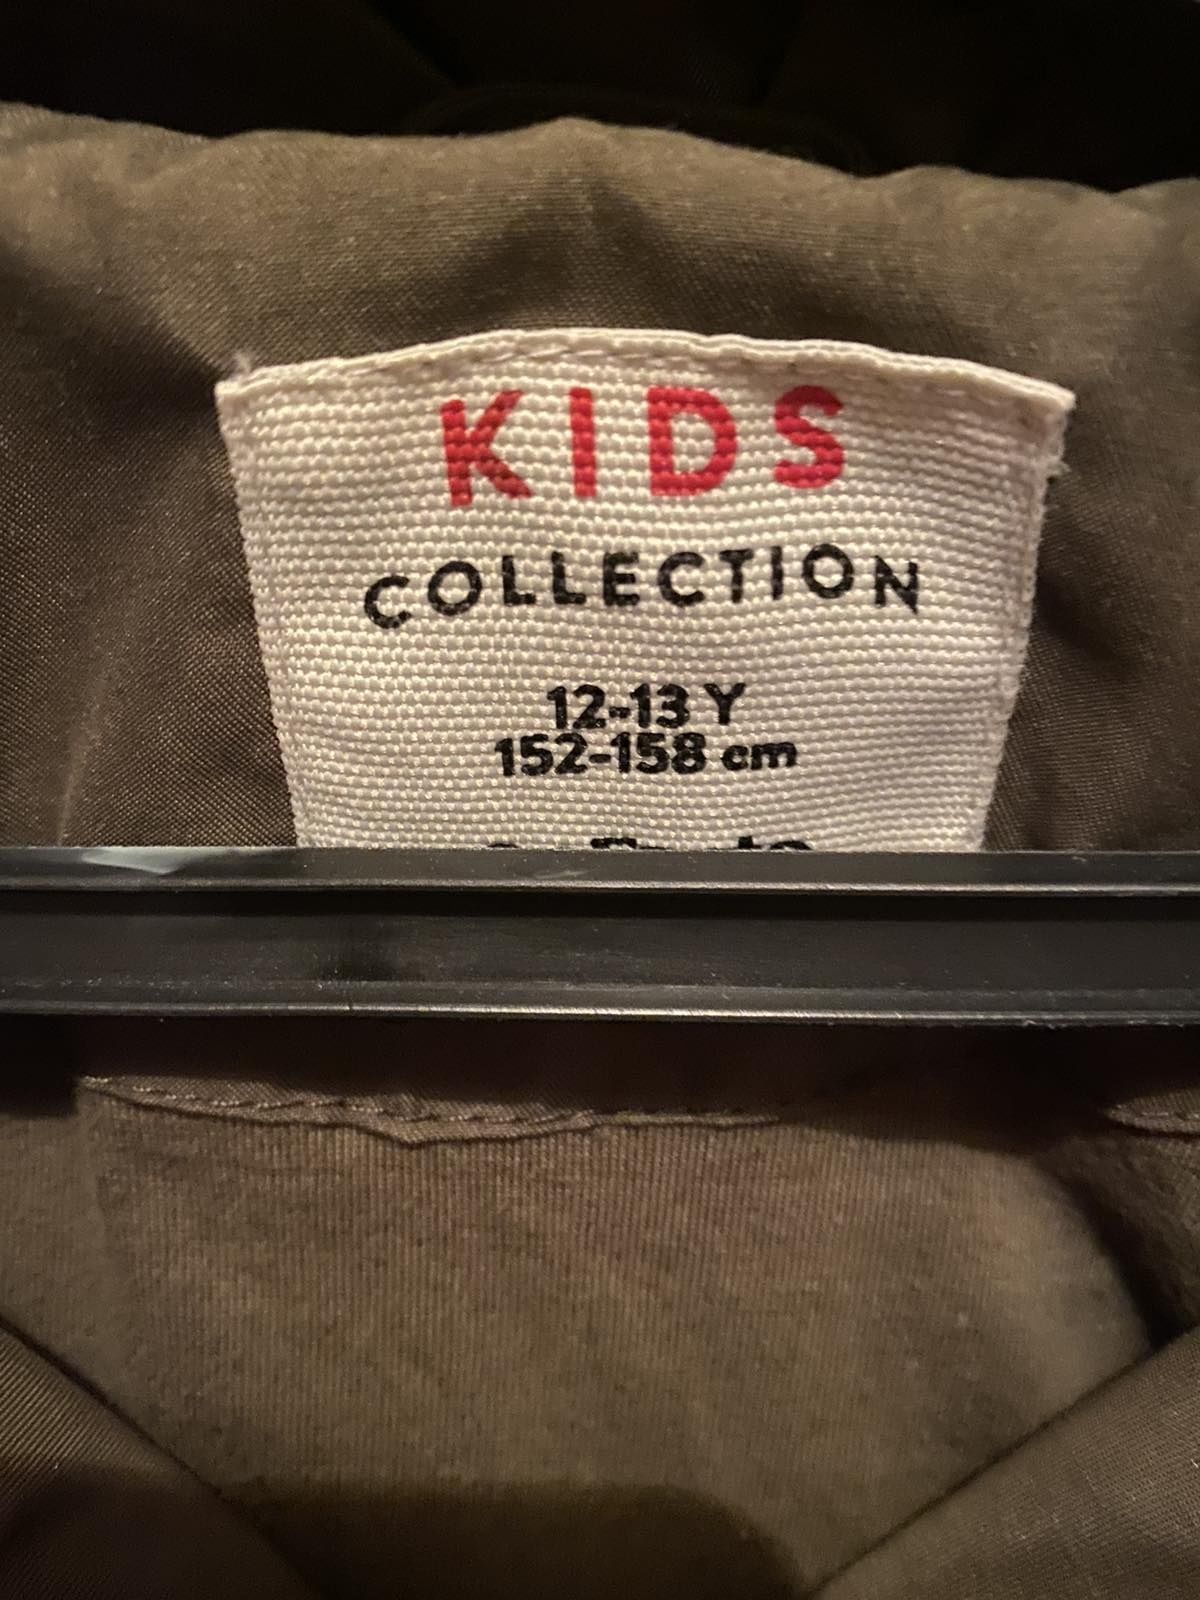 KIDS
COLLECTION
12-13 Y
152-158 cm